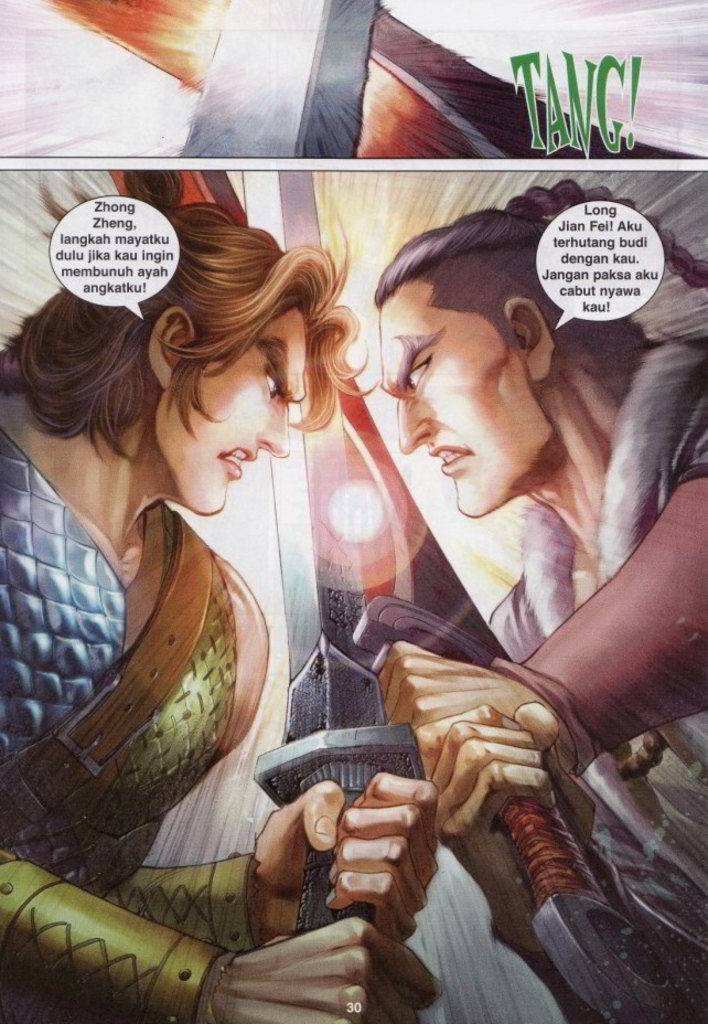 TANG!
Zhong
Zheng,
langkah mayatku
dulu jika kau ingin
membunuh ayah
angkatku!
Long
Jian Fei! Aku
terhutang budi
dengan kau.
Jangan paksa aku
cabut nyawa
kau!
30